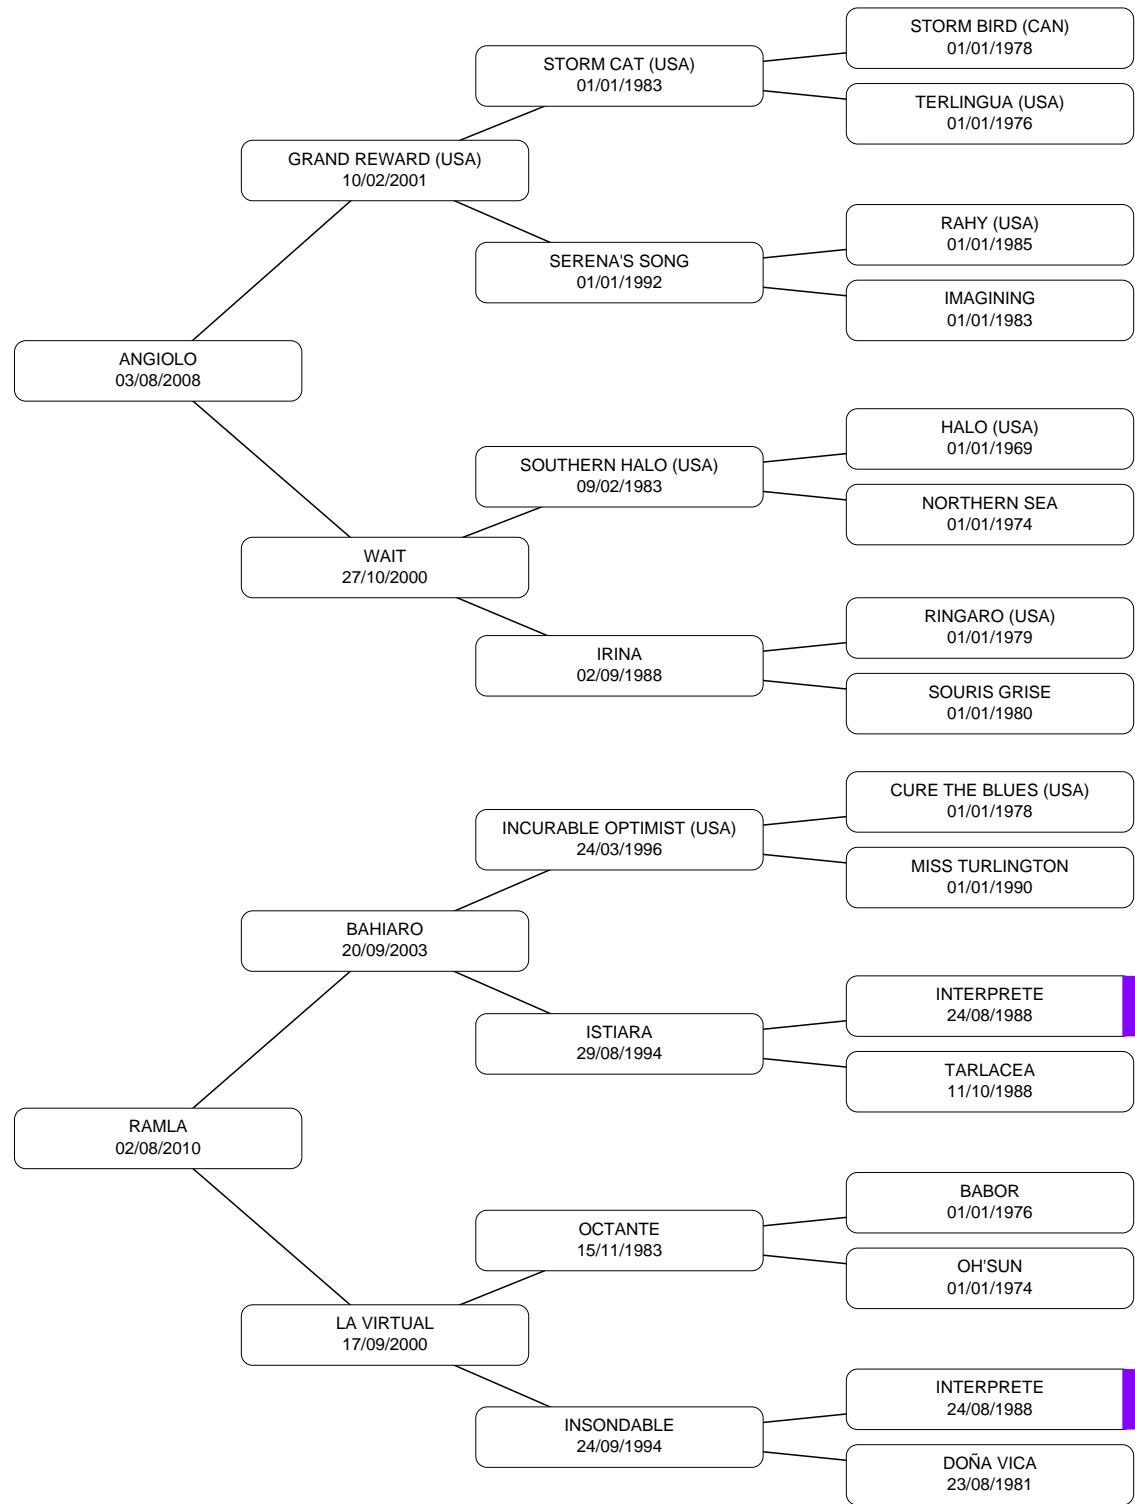 STORM BIRD (CAN)
01/01/1978
STORM CAT (USA)
01/01/1983
TERLINGUA (USA)
01/01/1976
GRAND REWARD (USA)
10/02/2001
RAHY (USA)
01/01/1985
SERENA'S SONG
01/01/1992
IMAGINING
01/01/1983
ANGIOLO
03/08/2008
HALO (USA)
01/01/1969
SOUTHERN HALO (USA)
09/02/1983
NORTHERN SEA
01/01/1974
WAIT
27/10/2000
RINGARO (USA)
01/01/1979
IRINA
02/09/1988
SOURIS GRISE
01/01/1980
CURE THE BLUES (USA)
01/01/1978
INCURABLE OPTIMIST (USA)
24/03/1996
MISS TURLINGTON
01/01/1990
BAHIARO
20/09/2003
INTERPRETE
24/08/1988
ISTIARA
29/08/1994
TARLACEA
11/10/1988
RAMLA
02/08/2010
BABOR
01/01/1976
OCTANTE
15/11/1983
OH'SUN
01/01/1974
LA VIRTUAL
17/09/2000
INTERPRETE
24/08/1988
INSONDABLE
24/09/1994
DOÑA VICA
23/08/1981